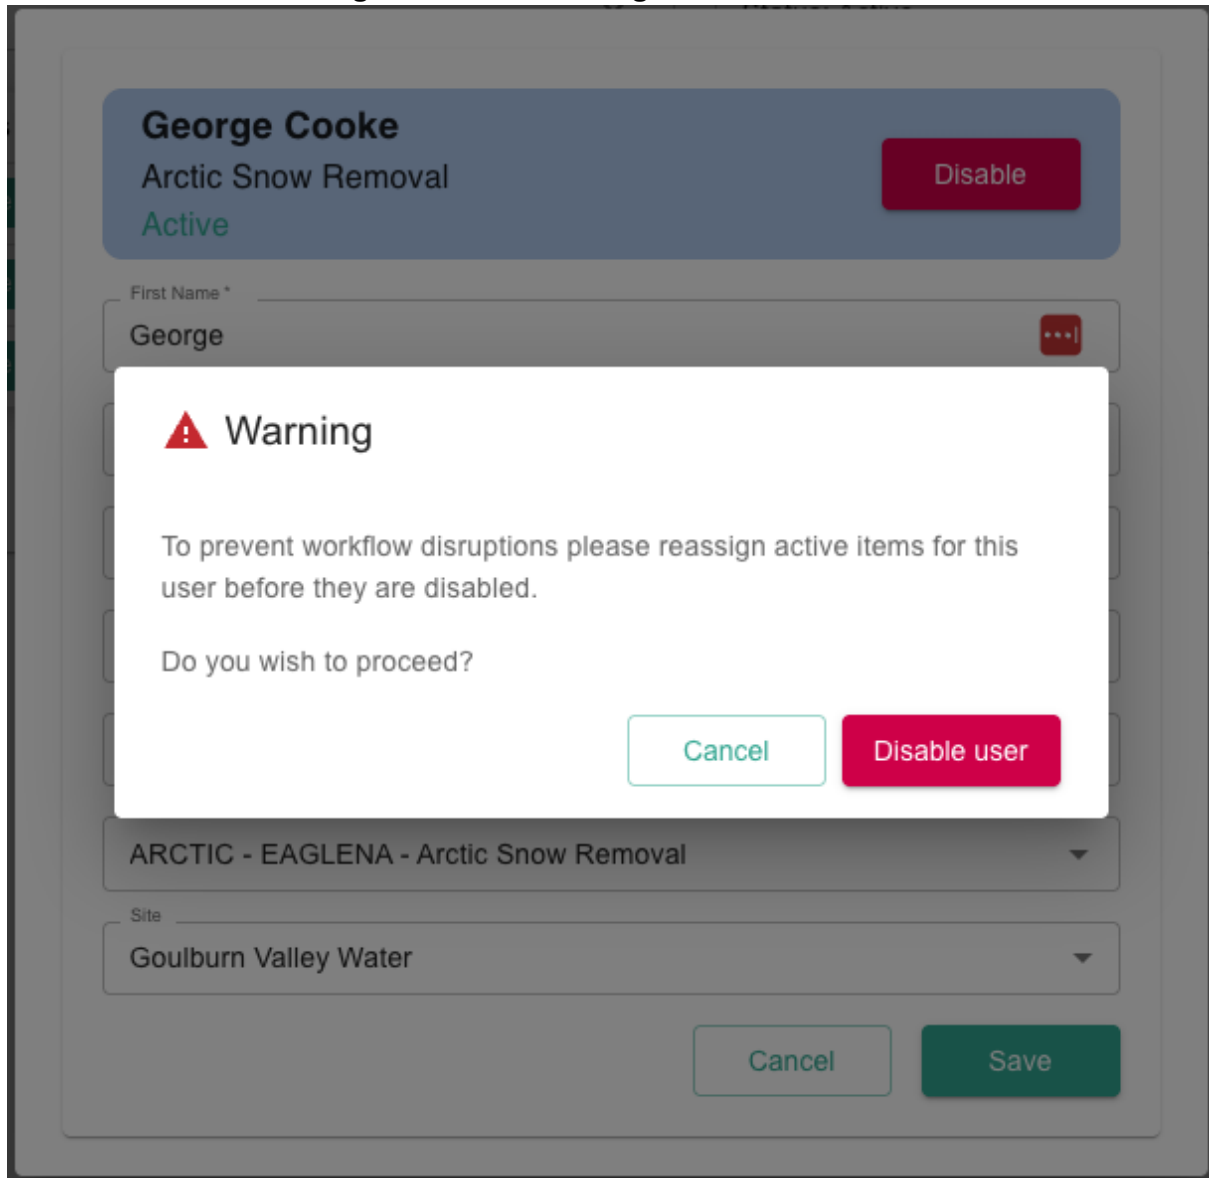 George Cooke
Arctic Snow Removal
Active
Disable
First Name *
George
Warning
To prevent workflow disruptions please reassign active items for this
user before they are disabled.
Do you wish to proceed?
Cancel
Disable user
ARCTIC - EAGLENA - Arctic Snow Removal
Site
Goulburn Valley Water
Cancel
Save